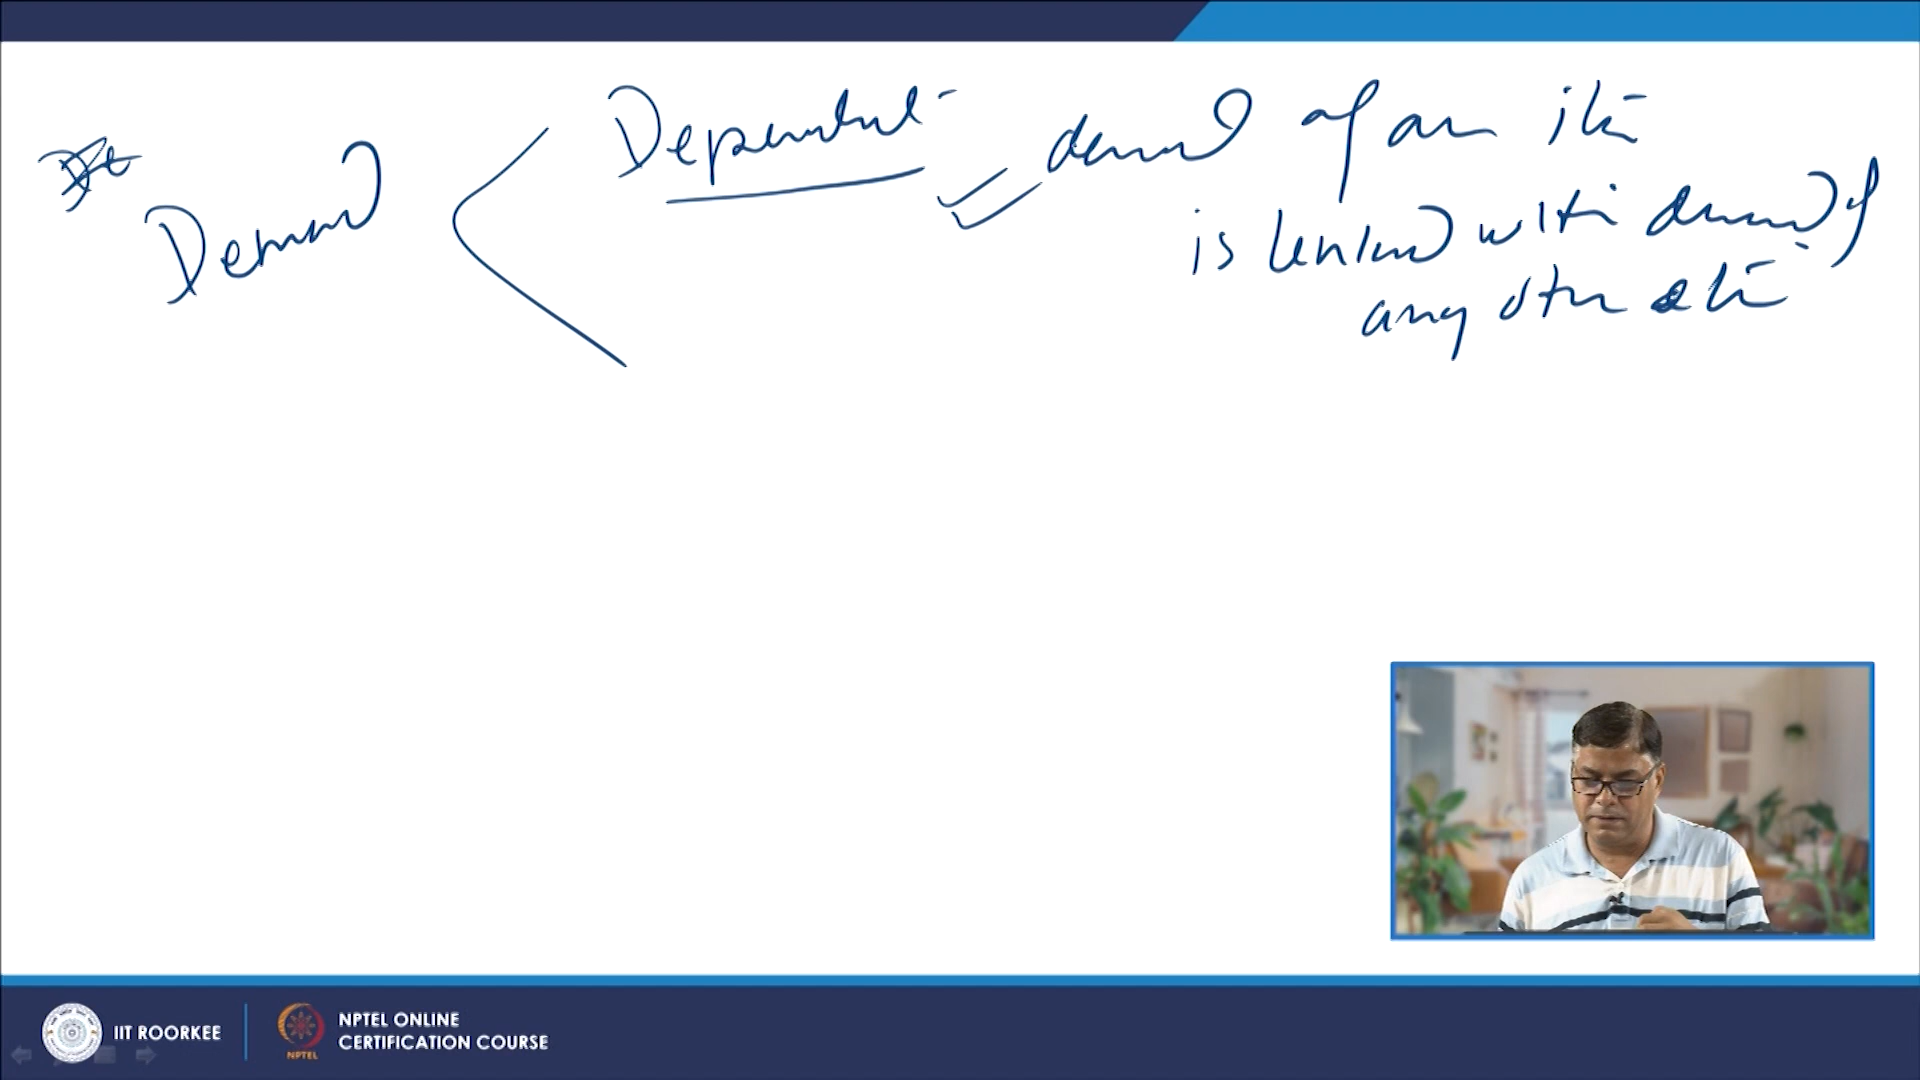 Demand
Dependent - demand of an item
is linked with demand of
any other item
IIT ROORKEE
NPTEL
NPTEL ONLINE
CERTIFICATION COURSE